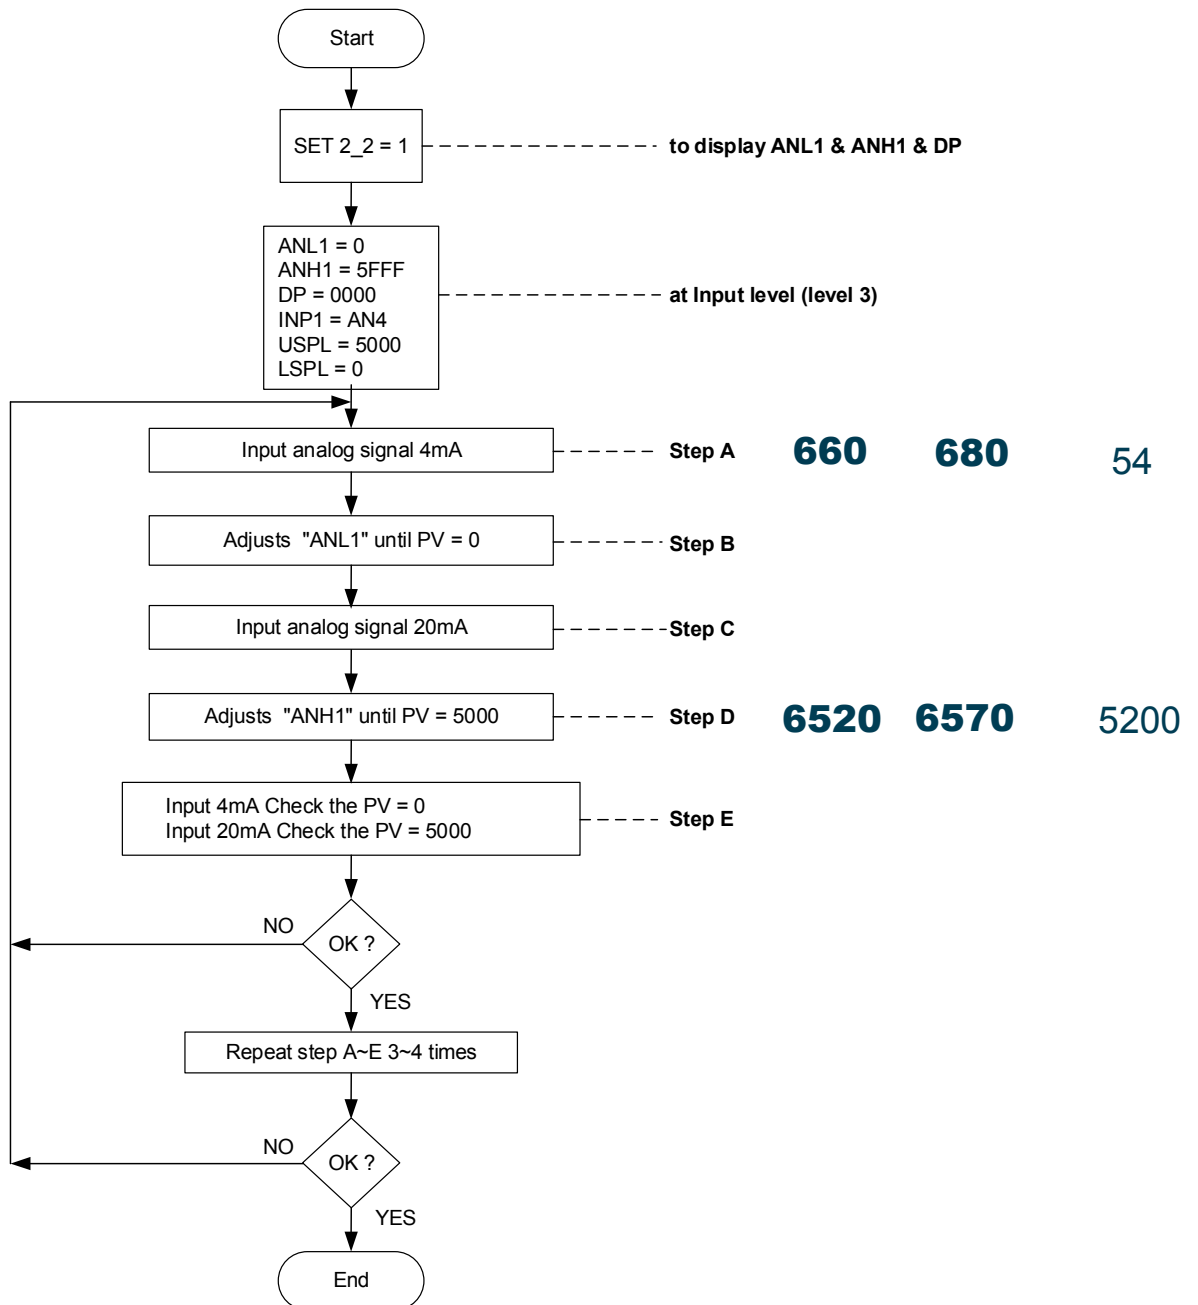 Start
SET 2_2 = 1
to display ANL1 & ANH1 & DP
ANL1 = 0
ANH1 = 5FFF
DP = 0000
INP1 = AN4
USPL = 5000
LSPL = 0
at Input level (level 3)
Input analog signal 4mA
Step A
660
680
54
Adjusts "ANL1" until PV = 0
Step B
Input analog signal 20mA
Step C
Adjusts "ANH1" until PV = 5000
Step D
6520
6570
5200
Input 4mA Check the PV = 0
Input 20mA Check the PV = 5000
Step E
NO
OK ?
YES
Repeat step A~E 3~4 times
NO
OK ?
YES
End